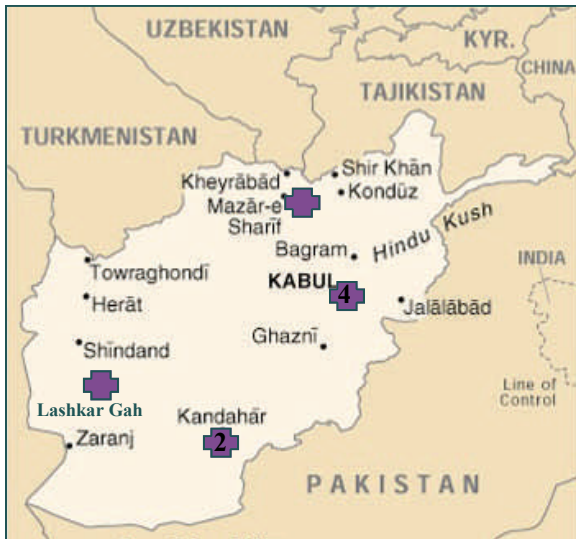 UZBEKISTAN
KYR.
CHINA
TAJIKISTAN
TURKMENISTAN
Shir Khān
Kheyrābād
Kondūz
Mazār-e
Sharīf
Hindu Kush
Bagram
INDIA
Towraghondī
KABUL
4
Herāt
Jalālābād
Ghaznī
Shīndand
Line of
Control
Lashkar Gah
Kandahār
Zaranj
2
PAKISTAN